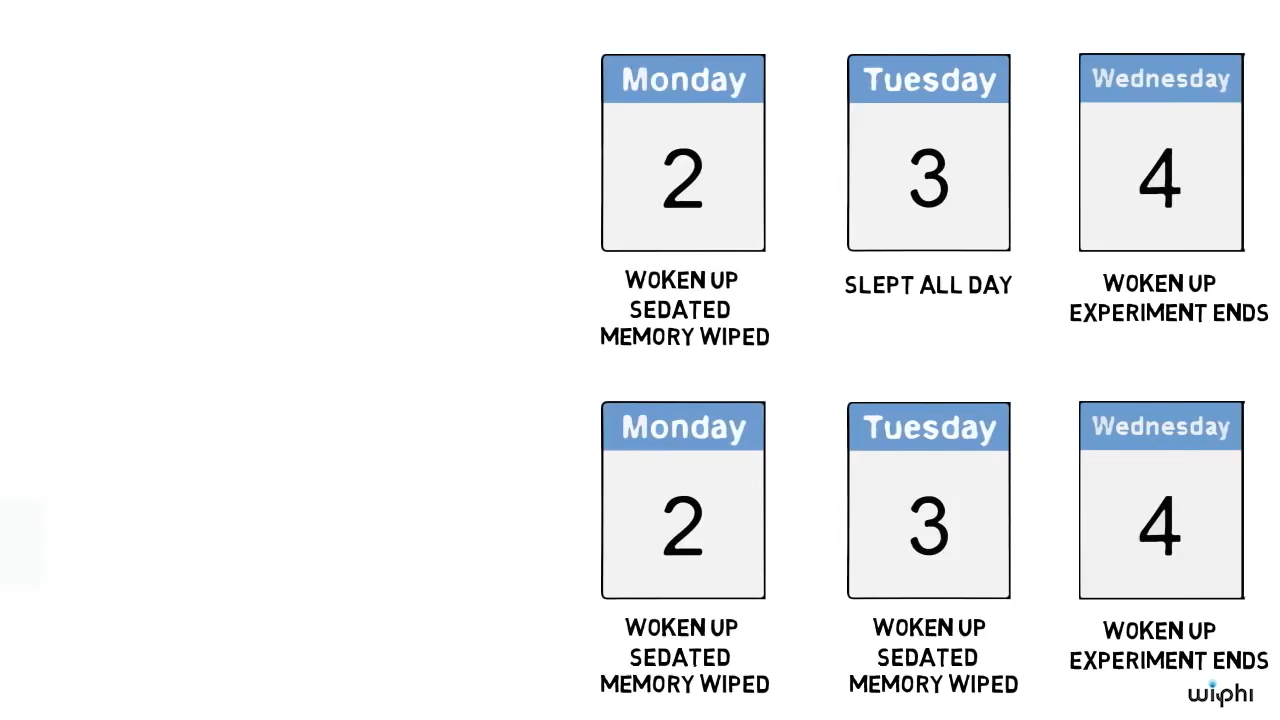 Monday
Tuesday
Wednesday
2
3
4
WOKEN UP
SEDATED
MEMORY WIPED
SLEPT ALL DAY
WOKEN UP
EXPERIMENT ENDS
Monday
Tuesday
Wednesday
2
3
4
WOKEN UP
SEDATED
MEMORY WIPED
WOKEN UP
SEDATED
MEMORY WIPED
WOKEN UP
EXPERIMENT ENDS
wiphi